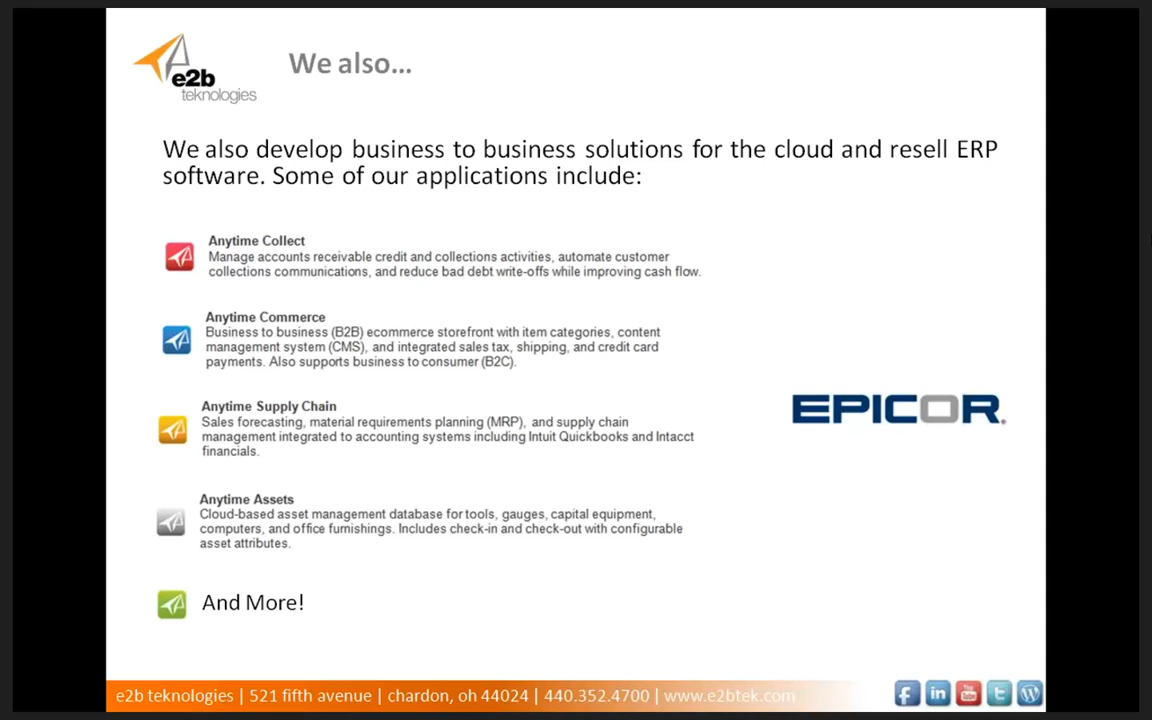 e2b
teknologies
We also...
We also develop business to business solutions for the cloud and resell ERP
software. Some of our applications include:
Anytime Collect
Manage accounts receivable credit and collections activities, automate customer
collections communications, and reduce bad debt write-offs while improving cash flow.
Anytime Commerce
Business to business (B2B) ecommerce storefront with item categories, content
management system (CMS), and integrated sales tax, shipping, and credit card
payments. Also supports business to consumer (B2C).
Anytime Supply Chain
Sales forecasting, material requirements planning (MRP), and supply chain
management integrated to accounting systems including Intuit Quickbooks and Intacct
financials.
EPICOR.
Anytime Assets
Cloud-based asset management database for tools, gauges, capital equipment,
computers, and office furnishings. Includes check-in and check-out with configurable
asset attributes.
And More!
e2b teknologies | 521 fifth avenue | chardon, oh 44024 | 440.352.4700 | www.e2btek.com